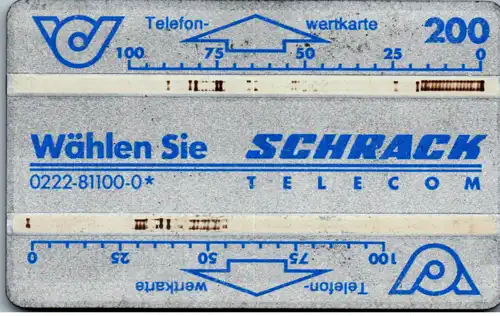 Telefon- wertkarte 200
100 75 50 25 0
Wählen Sie SCHRACK
0222-81100-0* TELECOM
0 25 50 75 100
Telefon- wertkarte